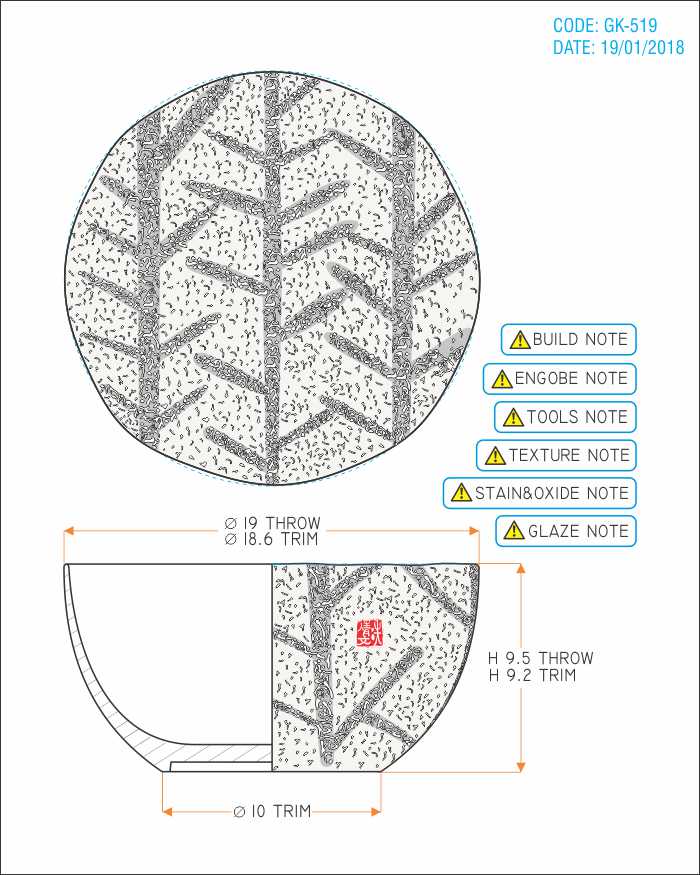 CODE: GK-519
DATE: 19/01/2018
BUILD NOTE
ENGOBE NOTE
TOOLS NOTE
TEXTURE NOTE
STAIN&OXIDE NOTE
GLAZE NOTE
⌀ 19 THROW
⌀ 18.6 TRIM
H 9.5 THROW
H 9.2 TRIM
⌀ 10 TRIM